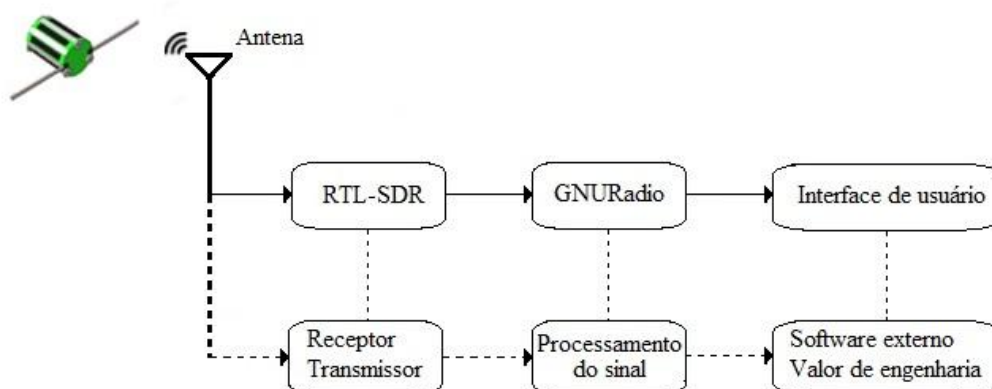 Antena
RTL-SDR
GNURadio
Interface de usuário
Receptor
Transmissor
Processamento
do sinal
Software externo
Valor de engenharia